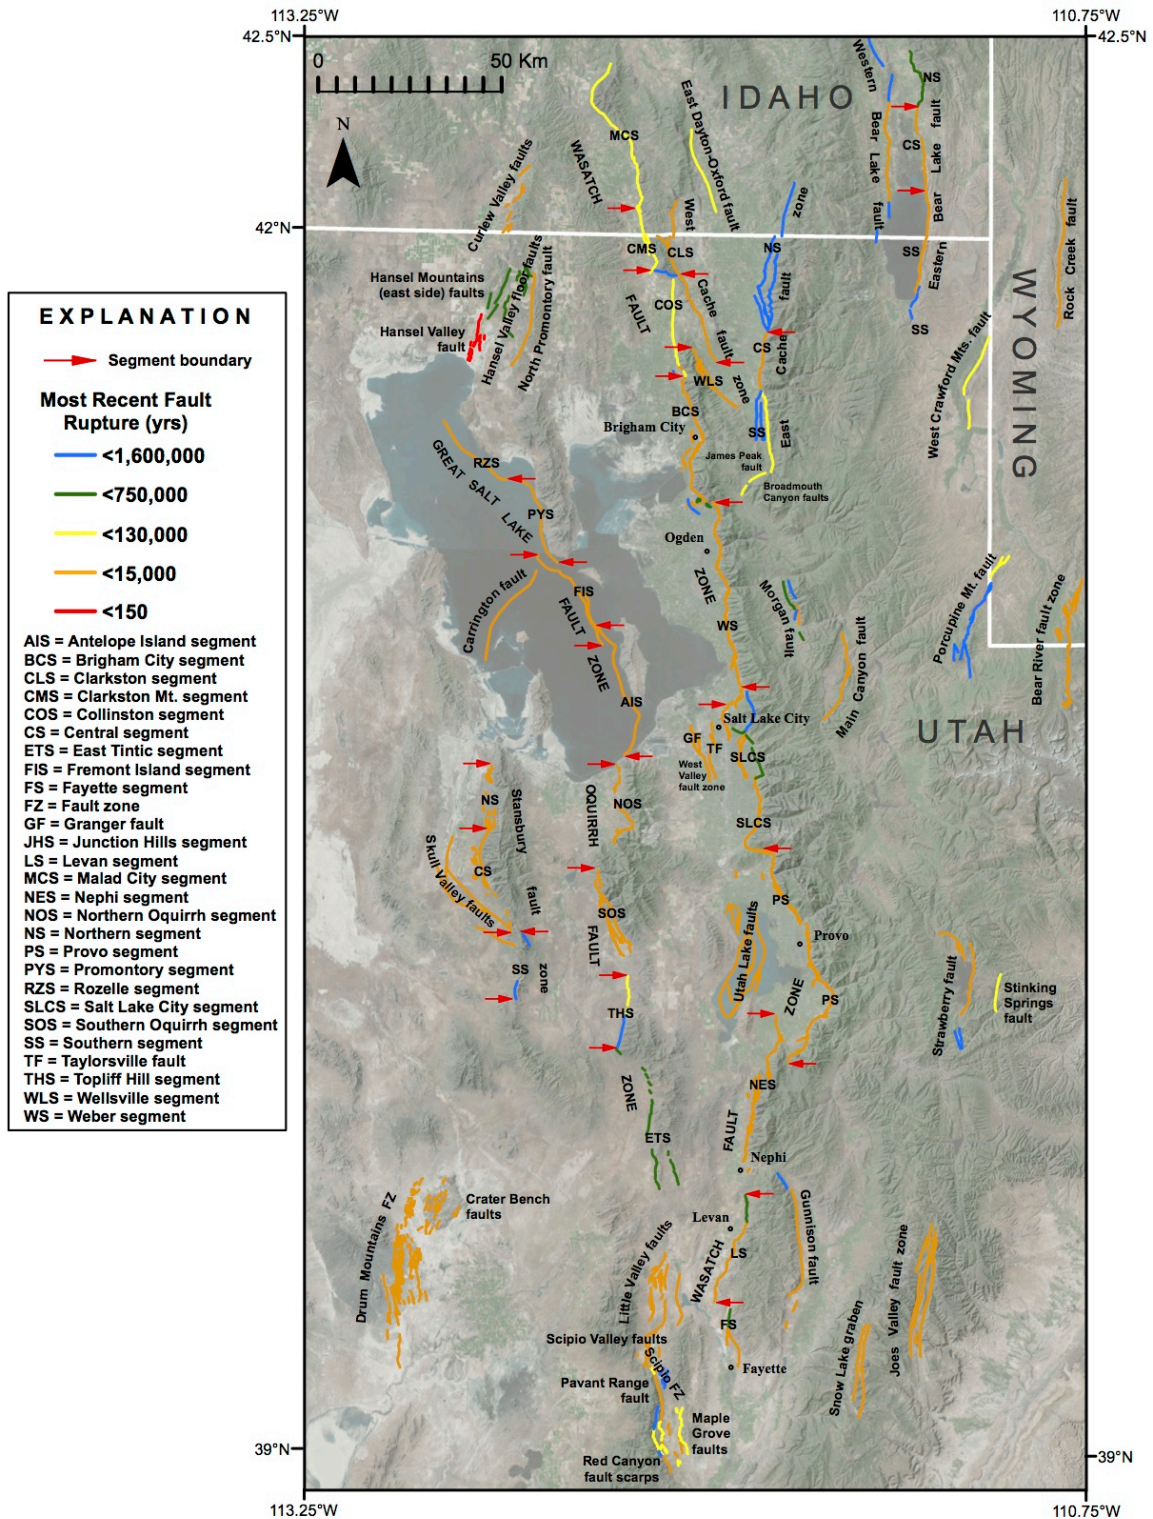 113.25°W
110.75°W
42.5°N
42.5°N
0
50 Km
N
IDAHO
Western
Bear Lake
fault
NS
CS
SS
SS
Eastern
Bear
Lake
fault
MCS
WASATCH
East Dayton-Oxford fault
Curlew Valley faults
42°N
CMS
CLS
West
Cache
fault
zone
NS
zone
fault
Cache
East
CS
SS
Rock Creek fault
WYOMING
Hansel Mountains
(east side) faults
Hansel Valley floor faults
North Promontory fault
Hansel Valley
fault
COS
FAULT
WLS
BCS
Brigham City
James Peak
fault
Broadmouth
Canyon faults
West Crawford Mts. fault
EXPLANATION
Segment boundary
Most Recent Fault
Rupture (yrs)
<1,600,000
<750,000
<130,000
<15,000
<150
AIS = Antelope Island segment
BCS = Brigham City segment
CLS = Clarkston segment
CMS = Clarkston Mt. segment
COS = Collinston segment
CS = Central segment
ETS = East Tintic segment
FIS = Fremont Island segment
FS = Fayette segment
FZ = Fault zone
GF = Granger fault
JHS = Junction Hills segment
LS = Levan segment
MCS = Malad City segment
NES = Nephi segment
NOS = Northern Oquirrh segment
NS = Northern segment
PS = Provo segment
PYS = Promontory segment
RZS = Rozelle segment
SLCS = Salt Lake City segment
SOS = Southern Oquirrh segment
SS = Southern segment
TF = Taylorsville fault
THS = Topliff Hill segment
WLS = Wellsville segment
WS = Weber segment
RZS
GREAT SALT LAKE
PYS
FIS
FAULT
ZONE
AIS
Carrington fault
Ogden
ZONE
WS
Morgan fault
Main Canyon fault
Porcupine Mt. fault
Bear River fault zone
UTAH
Salt Lake City
GF
TF
SLCS
West
Valley
fault zone
SLCS
NS
CS
Stansbury
fault
zone
SS
Skull Valley faults
OQUIRRH
NOS
SOS
FAULT
THS
ZONE
ETS
PS
Provo
Utah Lake faults
ZONE
PS
NES
FAULT
Nephi
Strawberry fault
Stinking
Springs
fault
Crater Bench
faults
Drum Mountains FZ
Levan
LS
WASATCH
FS
Fayette
Gunnison fault
Little Valley faults
Scipio Valley faults
Scipio FZ
Pavant Range
fault
Maple
Grove
faults
Red Canyon
fault scarps
Snow Lake graben
Joes Valley fault zone
39°N
39°N
113.25°W
110.75°W